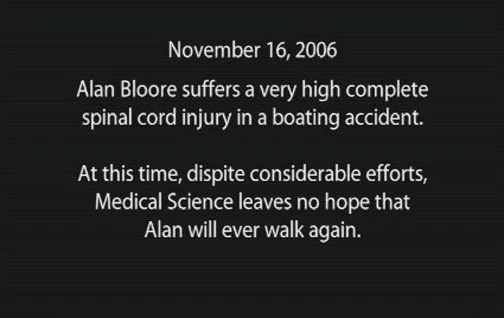 November 16, 2006
Alan Bloore suffers a very high complete
spinal cord injury in a boating accident.
At this time, dispite considerable efforts,
Medical Science leaves no hope that
Alan will ever walk again.